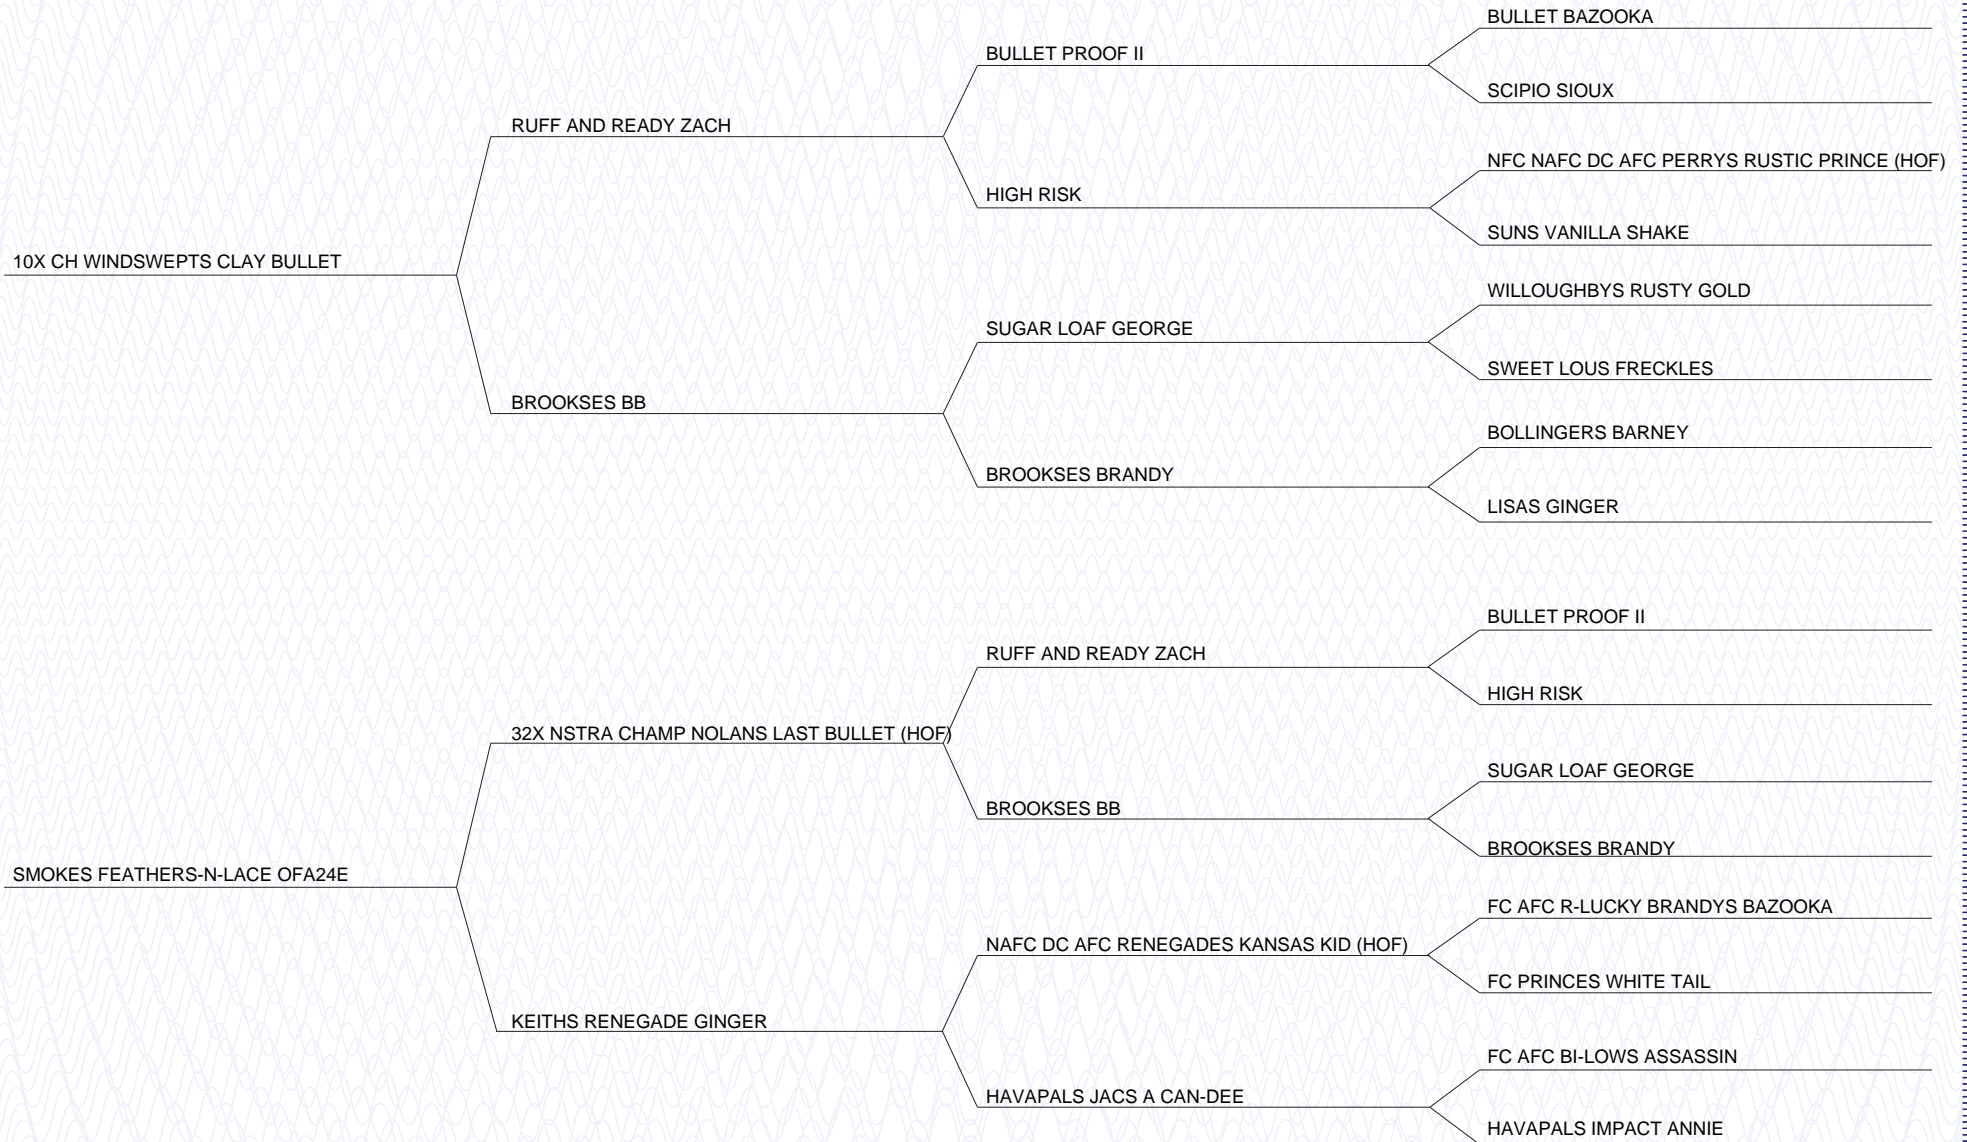 BULLET BAZOOKA
BULLET PROOF II
SCIPIO SIOUX
RUFF AND READY ZACH
NFC NAFC DC AFC PERRYS RUSTIC PRINCE (HOF)
HIGH RISK
SUNS VANILLA SHAKE
10X CH WINDSWEPTS CLAY BULLET
WILLOUGHBYS RUSTY GOLD
SUGAR LOAF GEORGE
SWEET LOUS FRECKLES
BROOKSES BB
BOLLINGERS BARNEY
BROOKSES BRANDY
LISAS GINGER
BULLET PROOF II
RUFF AND READY ZACH
HIGH RISK
32X NSTRA CHAMP NOLANS LAST BULLET (HOF)
SUGAR LOAF GEORGE
BROOKSES BB
BROOKSES BRANDY
SMOKES FEATHERS-N-LACE OFA24E
FC AFC R-LUCKY BRANDYS BAZOOKA
NAFC DC AFC RENEGADES KANSAS KID (HOF)
FC PRINCES WHITE TAIL
KEITHS RENEGADE GINGER
FC AFC BI-LOWS ASSASSIN
HAVAPALS JACS A CAN-DEE
HAVAPALS IMPACT ANNIE